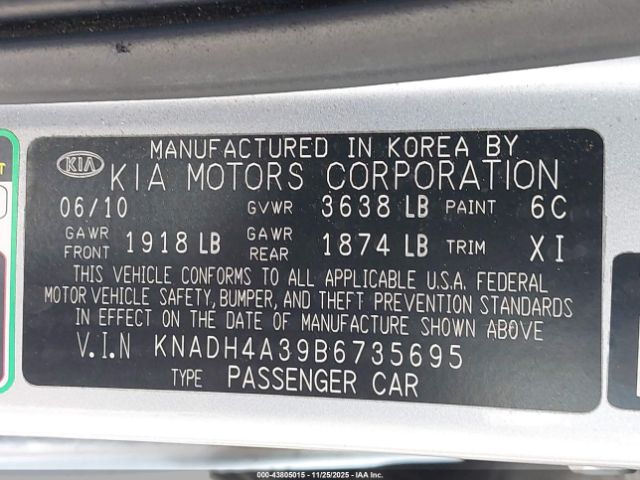 MANUFACTURED IN KOREA BY
KIA KIA MOTORS CORPORATION
06/10 GVWR 3638 LB PAINT 6C
GAWR FRONT 1918 LB GAWR REAR 1874 LB TRIM XI
THIS VEHICLE CONFORMS TO ALL APPLICABLE U.S.A. FEDERAL
MOTOR VEHICLE SAFETY, BUMPER, AND THEFT PREVENTION STANDARDS
IN EFFECT ON THE DATE OF MANUFACTURE SHOWN ABOVE
V.I.N KNADH4A39B6735695
TYPE PASSENGER CAR
000-43805015 - 11/25/2025 - IAA Inc.